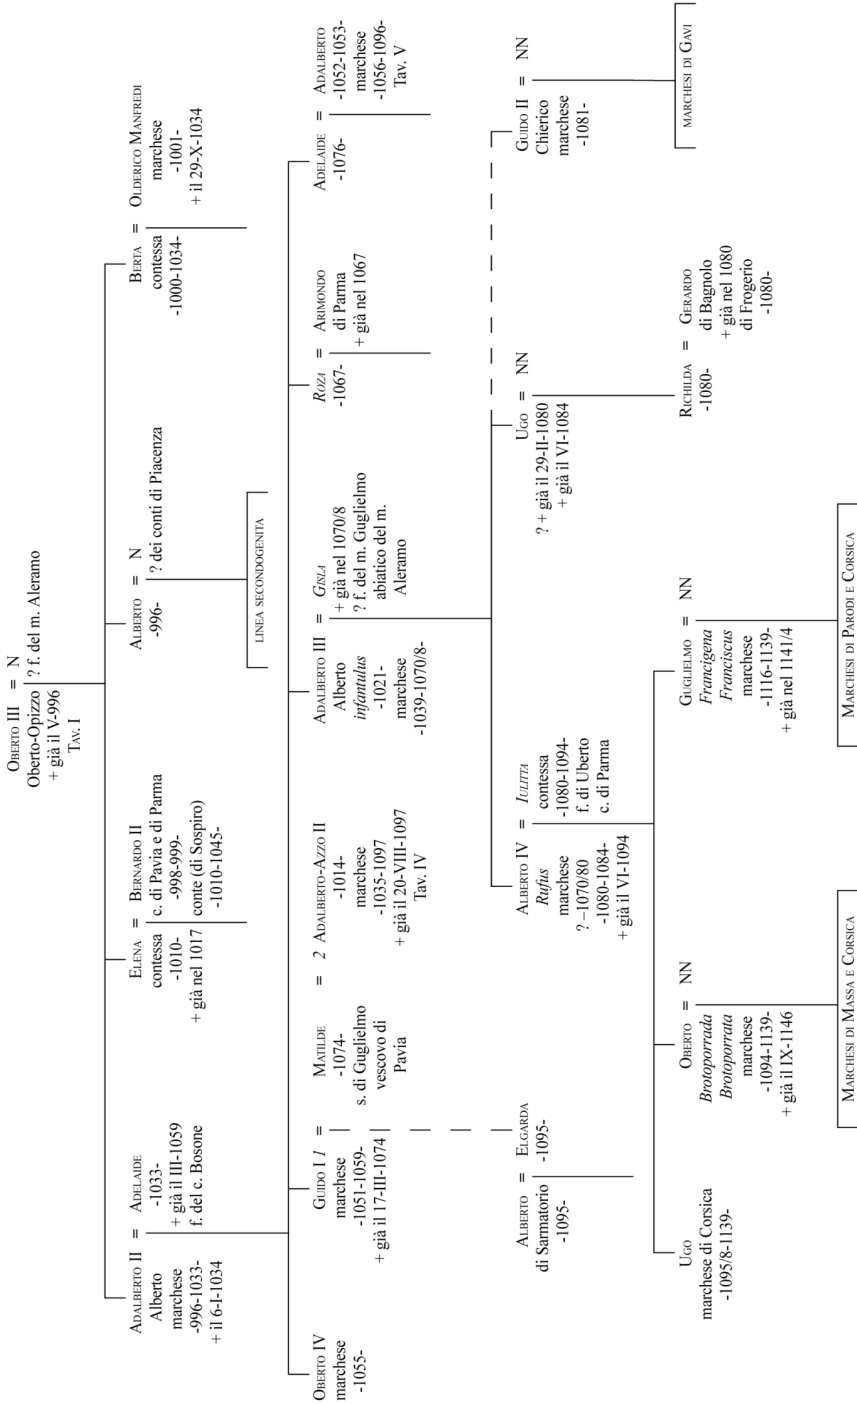 OBERTO III = N
Oberto-Opizzo ? f. del m. Aleramo
+ già il V-996
TAV. I
ADALBERTO II = ADELAIDE
Alberto
marchese
-996-1033-
+ il 6-I-1034
-1033-
+ già il III-1059
f. del c. Bosone
ELENA = BERNARDO II
contessa
-1010-
+ già nel 1017
c. di Pavia e di Parma
-998-999-
conte (di Sospiro)
-1010-1045-
ALBERTO = N
-996-
? dei conti di Piacenza
LINEA SECONDOGENITA
BERTA = OLDERICO MANFREDI
contessa
-1000-1034-
marchese
-1001-
+ il 29-X-1034
OBERTO IV
marchese
-1055-
GUIDO I 1 = MATILDE = 2 ADALBERTO-AZZO II
marchese
-1051-1059-
+ già il 17-III-1074
-1074-
s. di Guglielmo
vescovo di
Pavia
-1014-
marchese
-1035-1097
+ già il 20-VIII-1097
TAV. IV
ADALBERTO III = GISLA
Alberto
infantulus
-1021-
marchese
-1039-1070/8-
+ già nel 1070/8
? f. del m. Guglielmo
abiatico del m.
Aleramo
ROZA = ARIMONDO
-1067-
di Parma
+ già nel 1067
ADELAIDE = ADALBERTO
-1076-
-1052-1053-
marchese
-1056-1096-
TAV. V
ALBERTO = ELGARDA
di Sarmatorio
-1095-
-1095-
ALBERTO IV = IULITTA
Rufus
marchese
? –1070/80
-1080-1084-
+ già il VI-1094
contessa
-1080-1094-
f. di Uberto
c. di Parma
UGO = NN
? + già il 29-II-1080
+ già il VI-1084
GUIDO II = NN
Chierico
marchese
-1081-
UGO
marchese di Corsica
-1095/8-1139-
OBERTO = NN
Brotoporrada
Brotoporrata
marchese
-1094-1139-
+ già il IX-1146
GUGLIELMO = NN
Francigena
Franciscus
marchese
-1116-1139-
+ già nel 1141/4
RICHILDA = GERARDO
-1080-
di Bagnolo
+ già nel 1080
di Frogerio
-1080-
MARCHESI DI GAVI
MARCHESI DI MASSA E CORSICA
MARCHESI DI PARODI E CORSICA